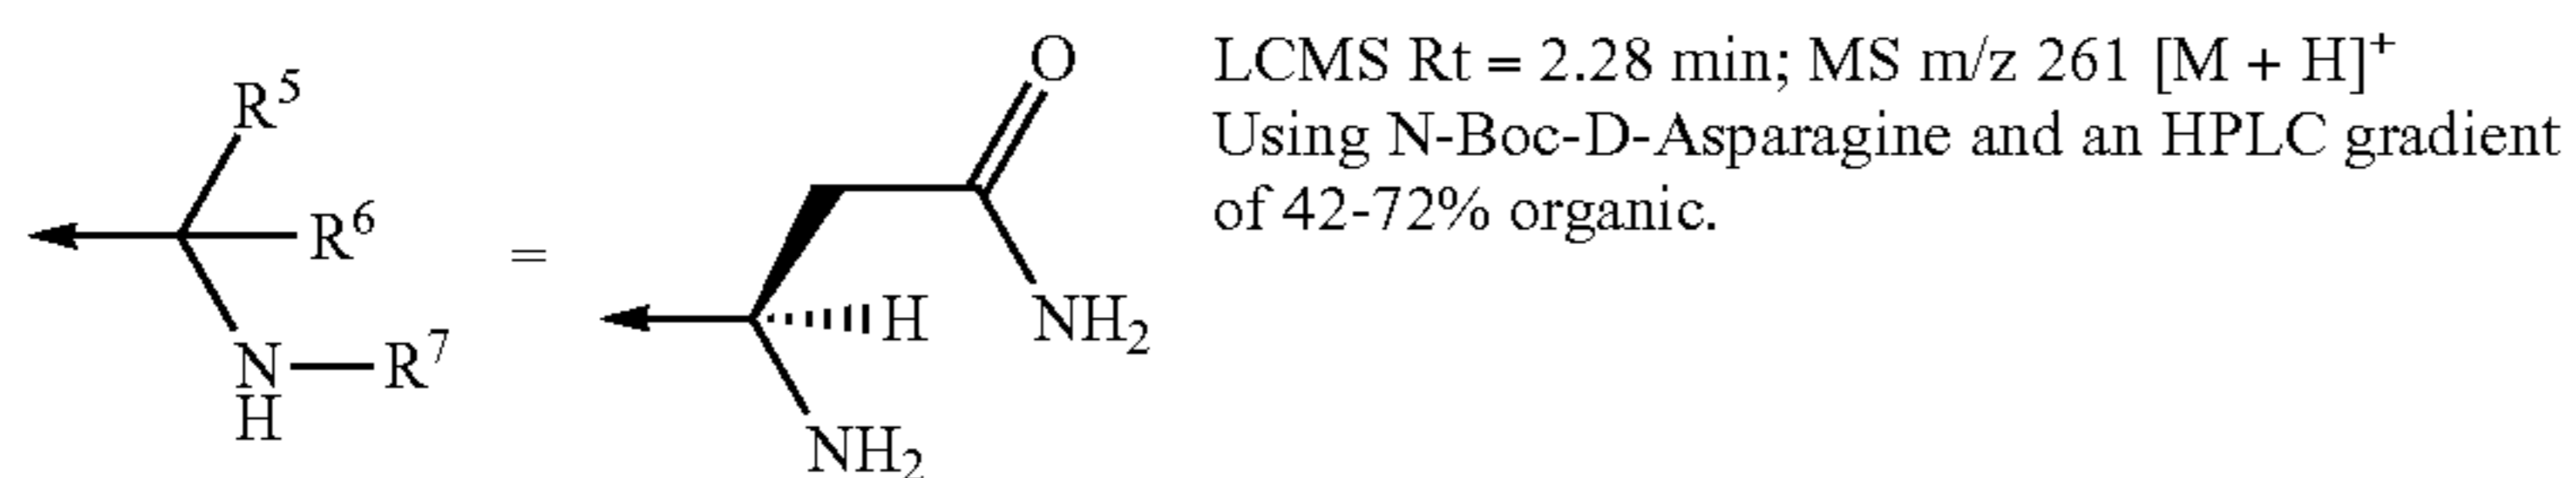 R⁵
R⁶
N—R⁷
H
=
O
H
NH₂
NH₂
LCMS Rt = 2.28 min; MS m/z 261 [M + H]⁺
Using N-Boc-D-Asparagine and an HPLC gradient
of 42-72% organic.